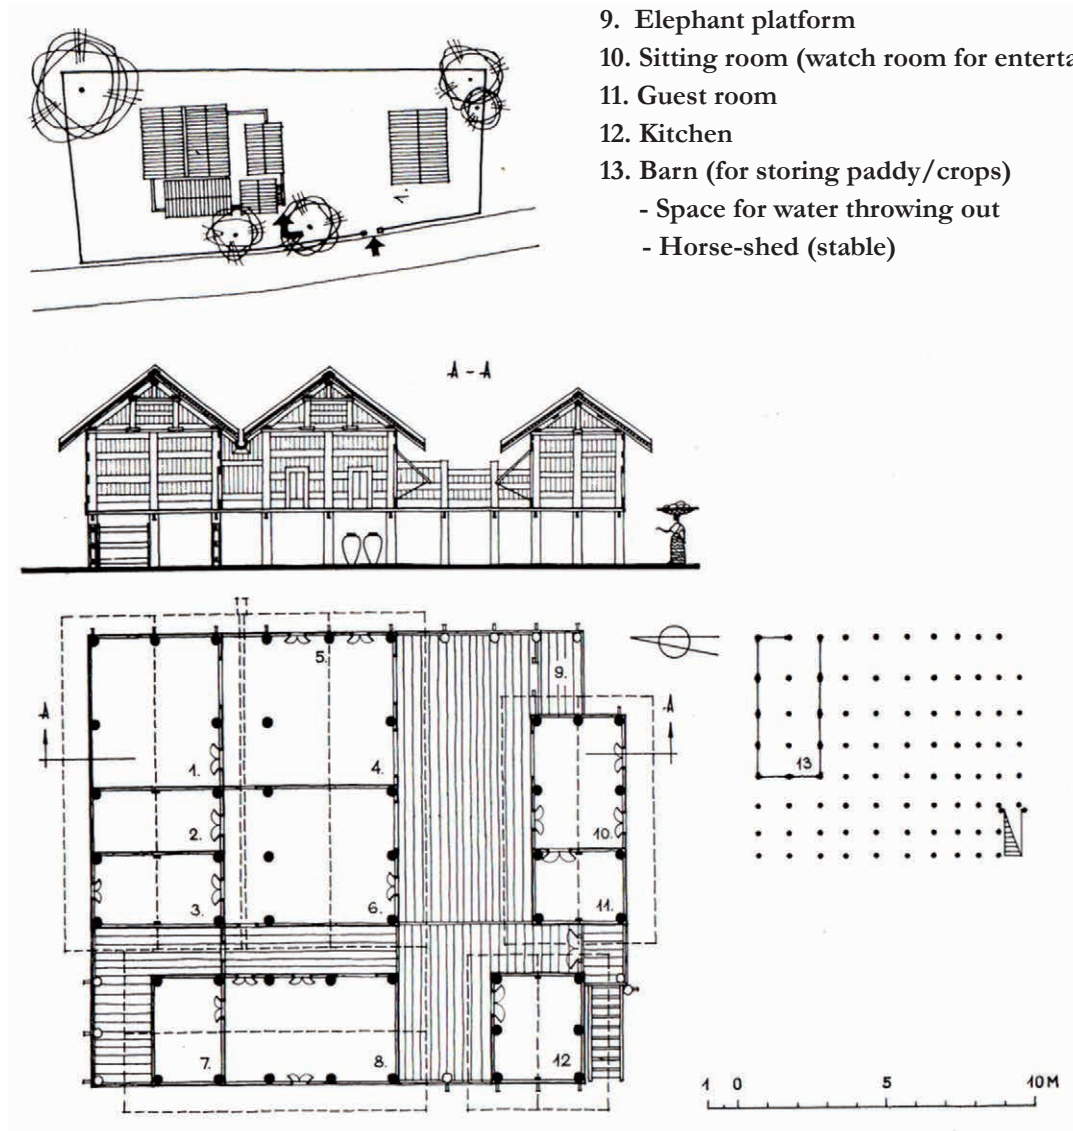 9. Elephant platform
10. Sitting room (watch room for enterta
11. Guest room
12. Kitchen
13. Barn (for storing paddy/crops)
- Space for water throwing out
- Horse-shed (stable)
1.
A - A
5.
9.
A
A
1.
4.
13
2.
10.
3.
6.
11.
7.
8.
12
1 0 5 10M